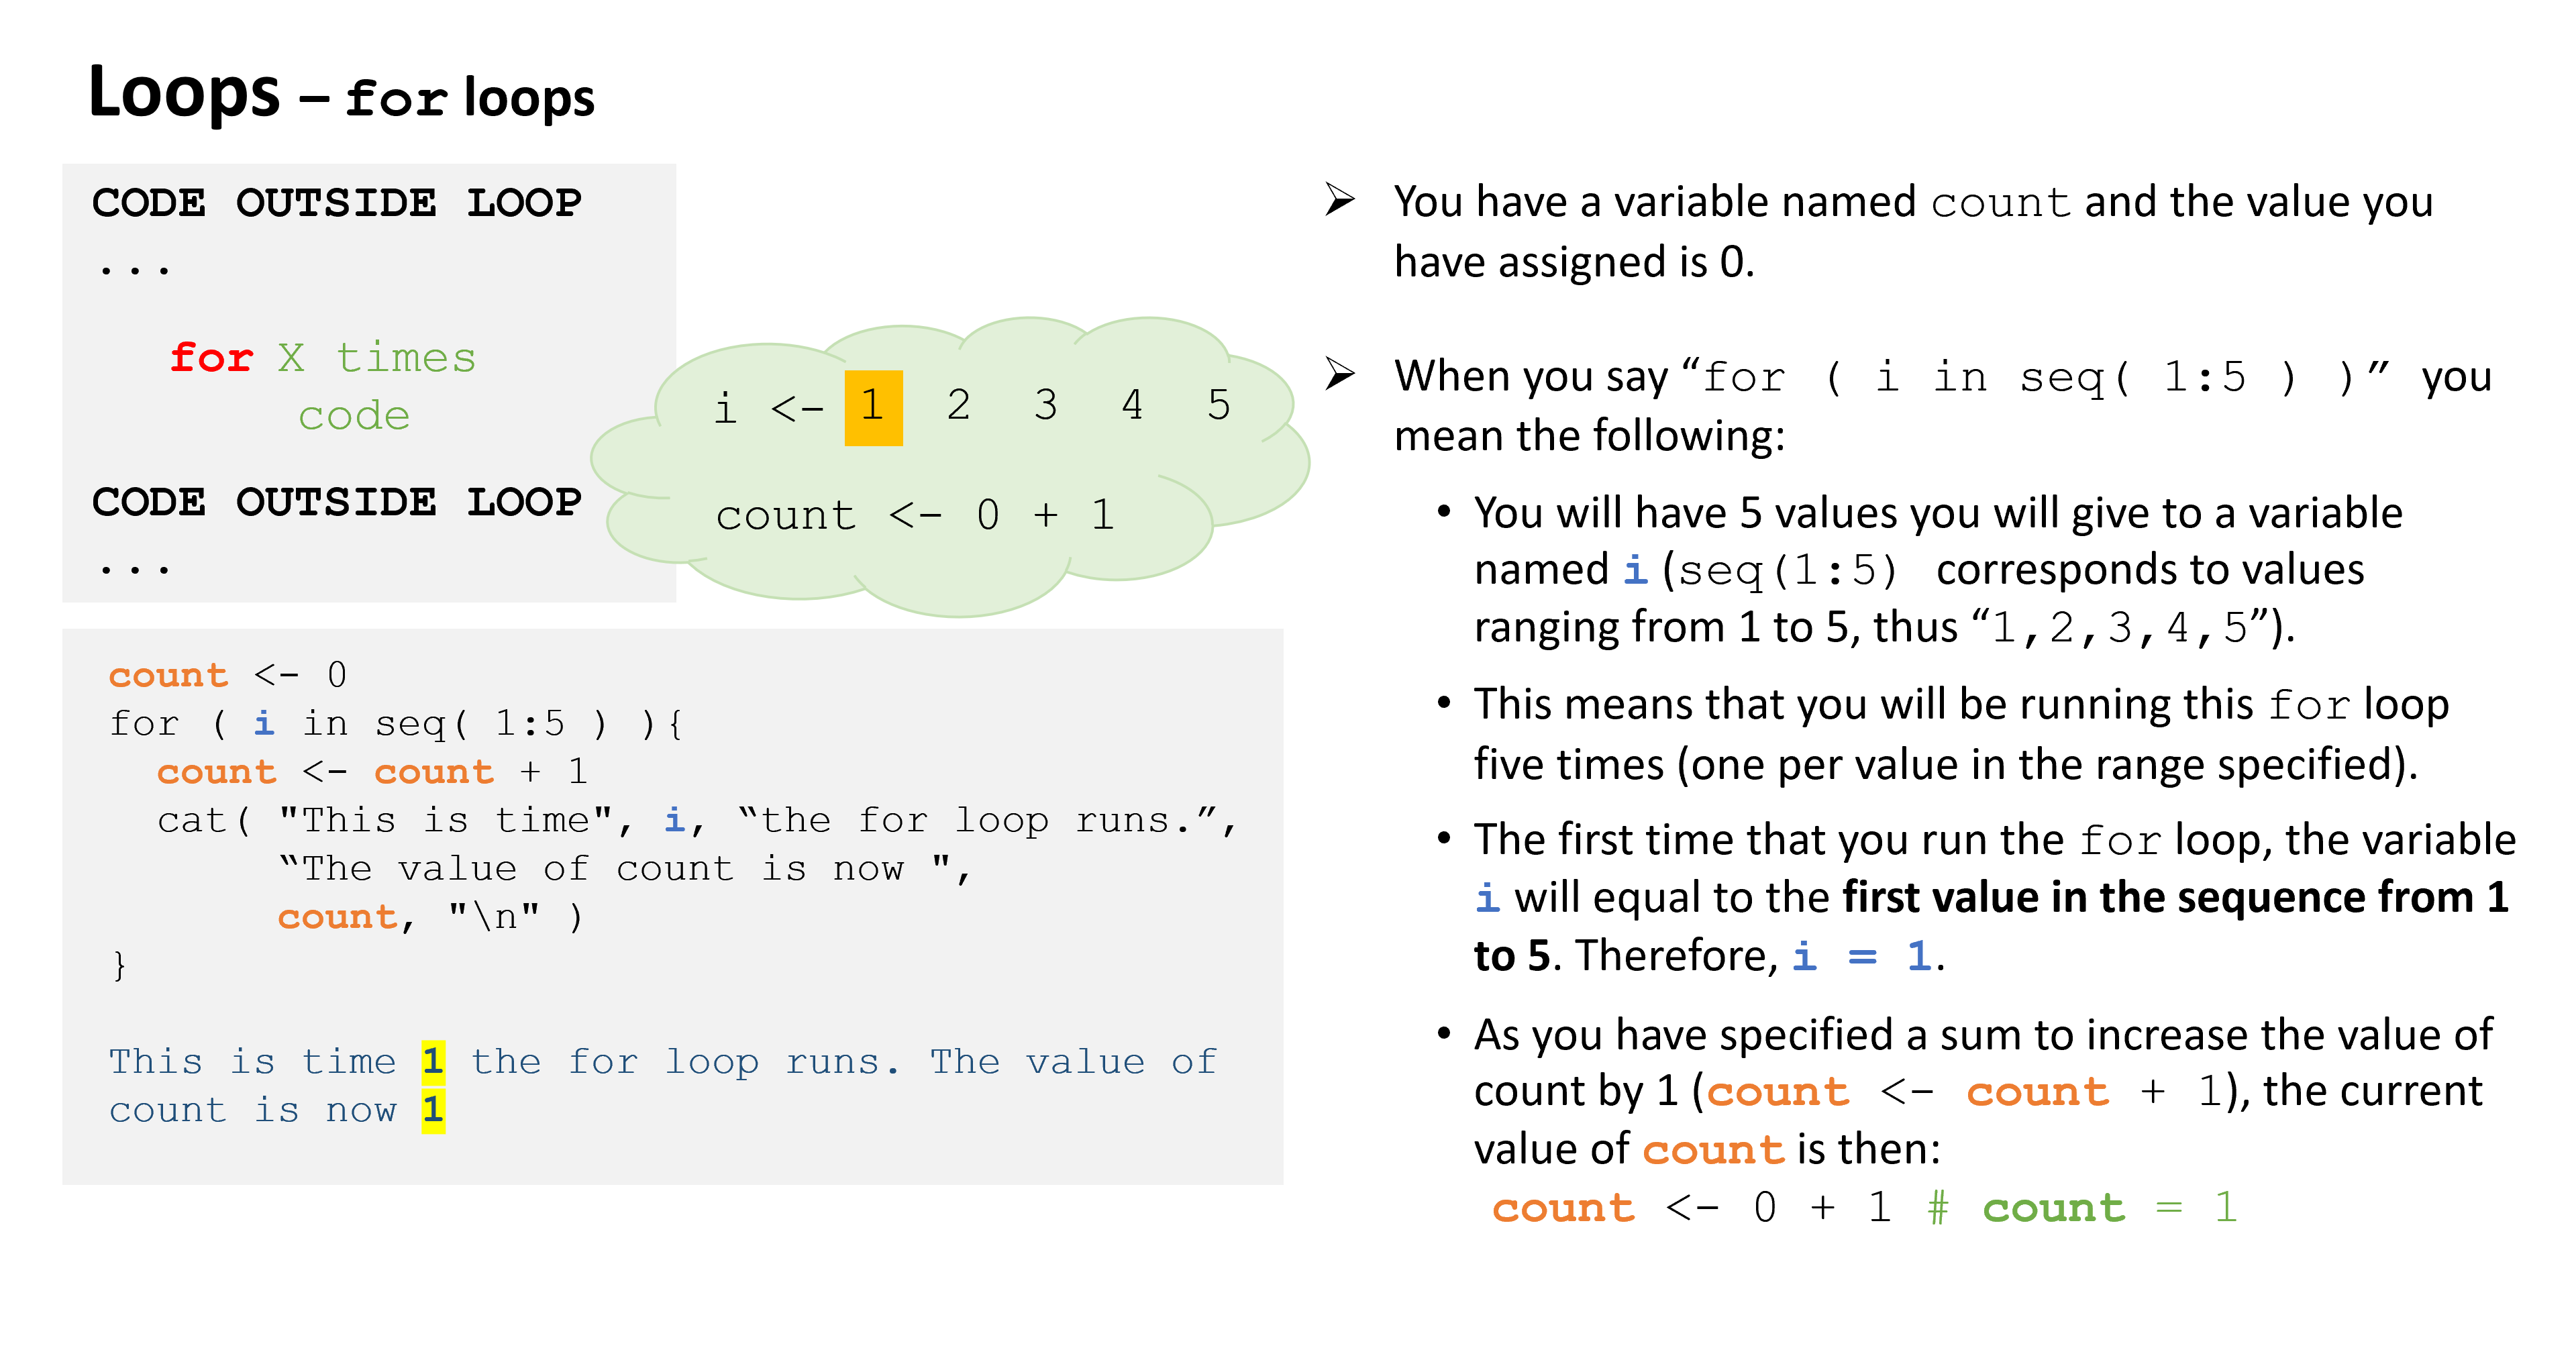 Loops – for loops
CODE OUTSIDE LOOP
...
for X times
code
CODE OUTSIDE LOOP
...
i <- 1 2 3 4 5
count <- 0 + 1
count <- 0
for ( i in seq( 1:5 ) ){
  count <- count + 1
  cat( "This is time", i, “the for loop runs.”,
       “The value of count is now ",
       count, "\n" )
}
This is time 1 the for loop runs. The value of
count is now 1
➢ You have a variable named count and the value you
have assigned is 0.
➢ When you say “for ( i in seq( 1:5 ) )” you
mean the following:
• You will have 5 values you will give to a variable
named i (seq(1:5) corresponds to values
ranging from 1 to 5, thus “1,2,3,4,5”).
• This means that you will be running this for loop
five times (one per value in the range specified).
• The first time that you run the for loop, the variable
i will equal to the first value in the sequence from 1
to 5. Therefore, i = 1.
• As you have specified a sum to increase the value of
count by 1 (count <- count + 1), the current
value of count is then:
count <- 0 + 1 # count = 1